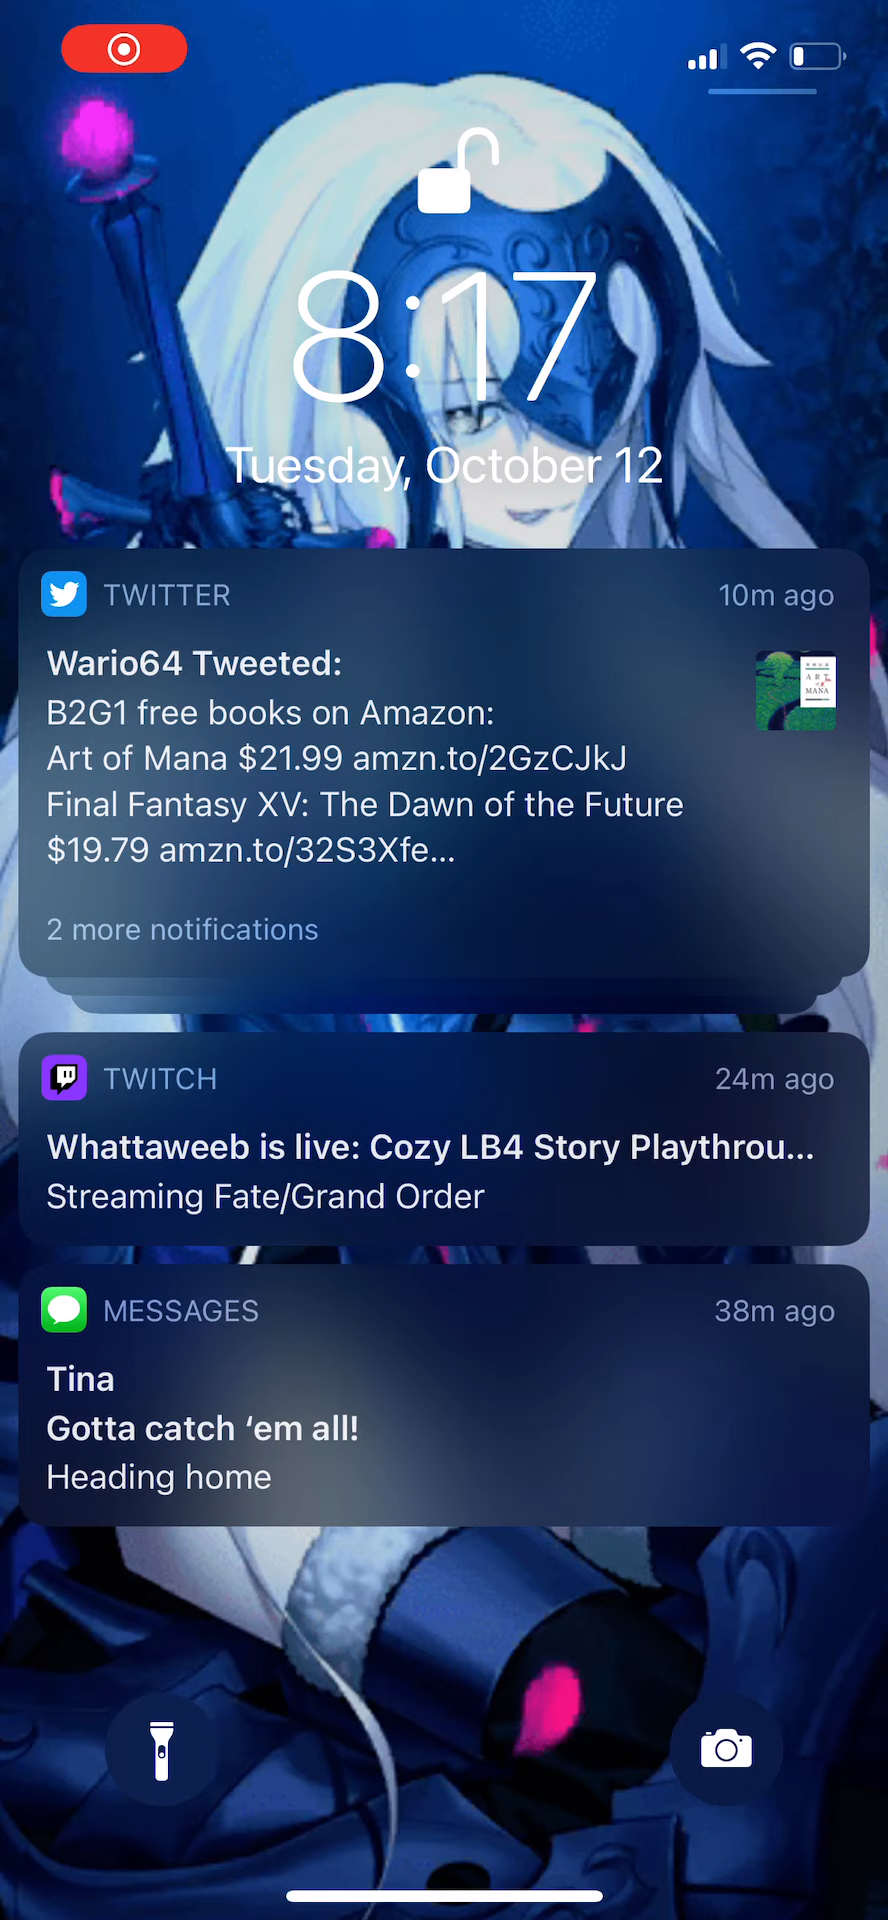 8:17
Tuesday, October 12
TWITTER
10m ago
Wario64 Tweeted:
B2G1 free books on Amazon:
Art of Mana $21.99 amzn.to/2GzCJkJ
Final Fantasy XV: The Dawn of the Future
$19.79 amzn.to/32S3Xfe...
ART
MANA
2 more notifications
TWITCH
24m ago
Whattaweeb is live: Cozy LB4 Story Playthrou...
Streaming Fate/Grand Order
MESSAGES
38m ago
Tina
Gotta catch ‘em all!
Heading home